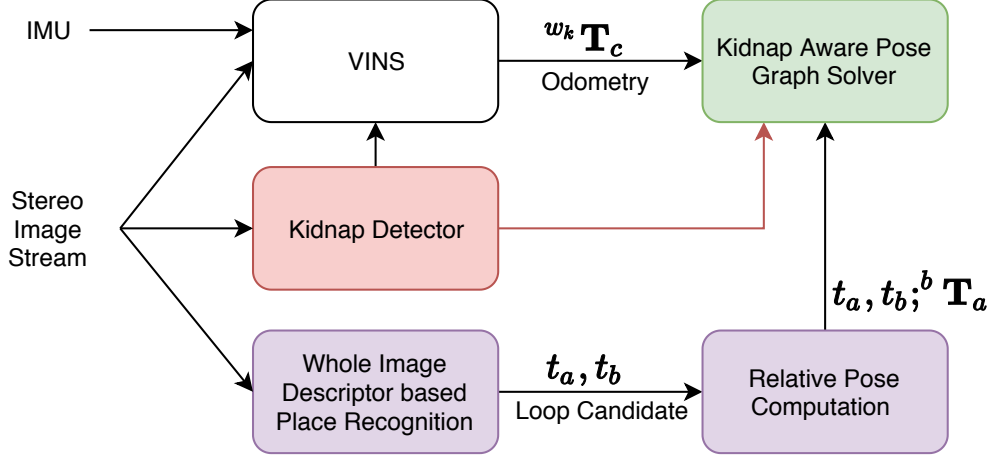 IMU
VINS
^{w_k} T_c
Odometry
Kidnap Aware Pose
Graph Solver
Stereo
Image
Stream
Kidnap Detector
Whole Image
Descriptor based
Place Recognition
t_a, t_b
Loop Candidate
t_a, t_b; ^b T_a
Relative Pose
Computation